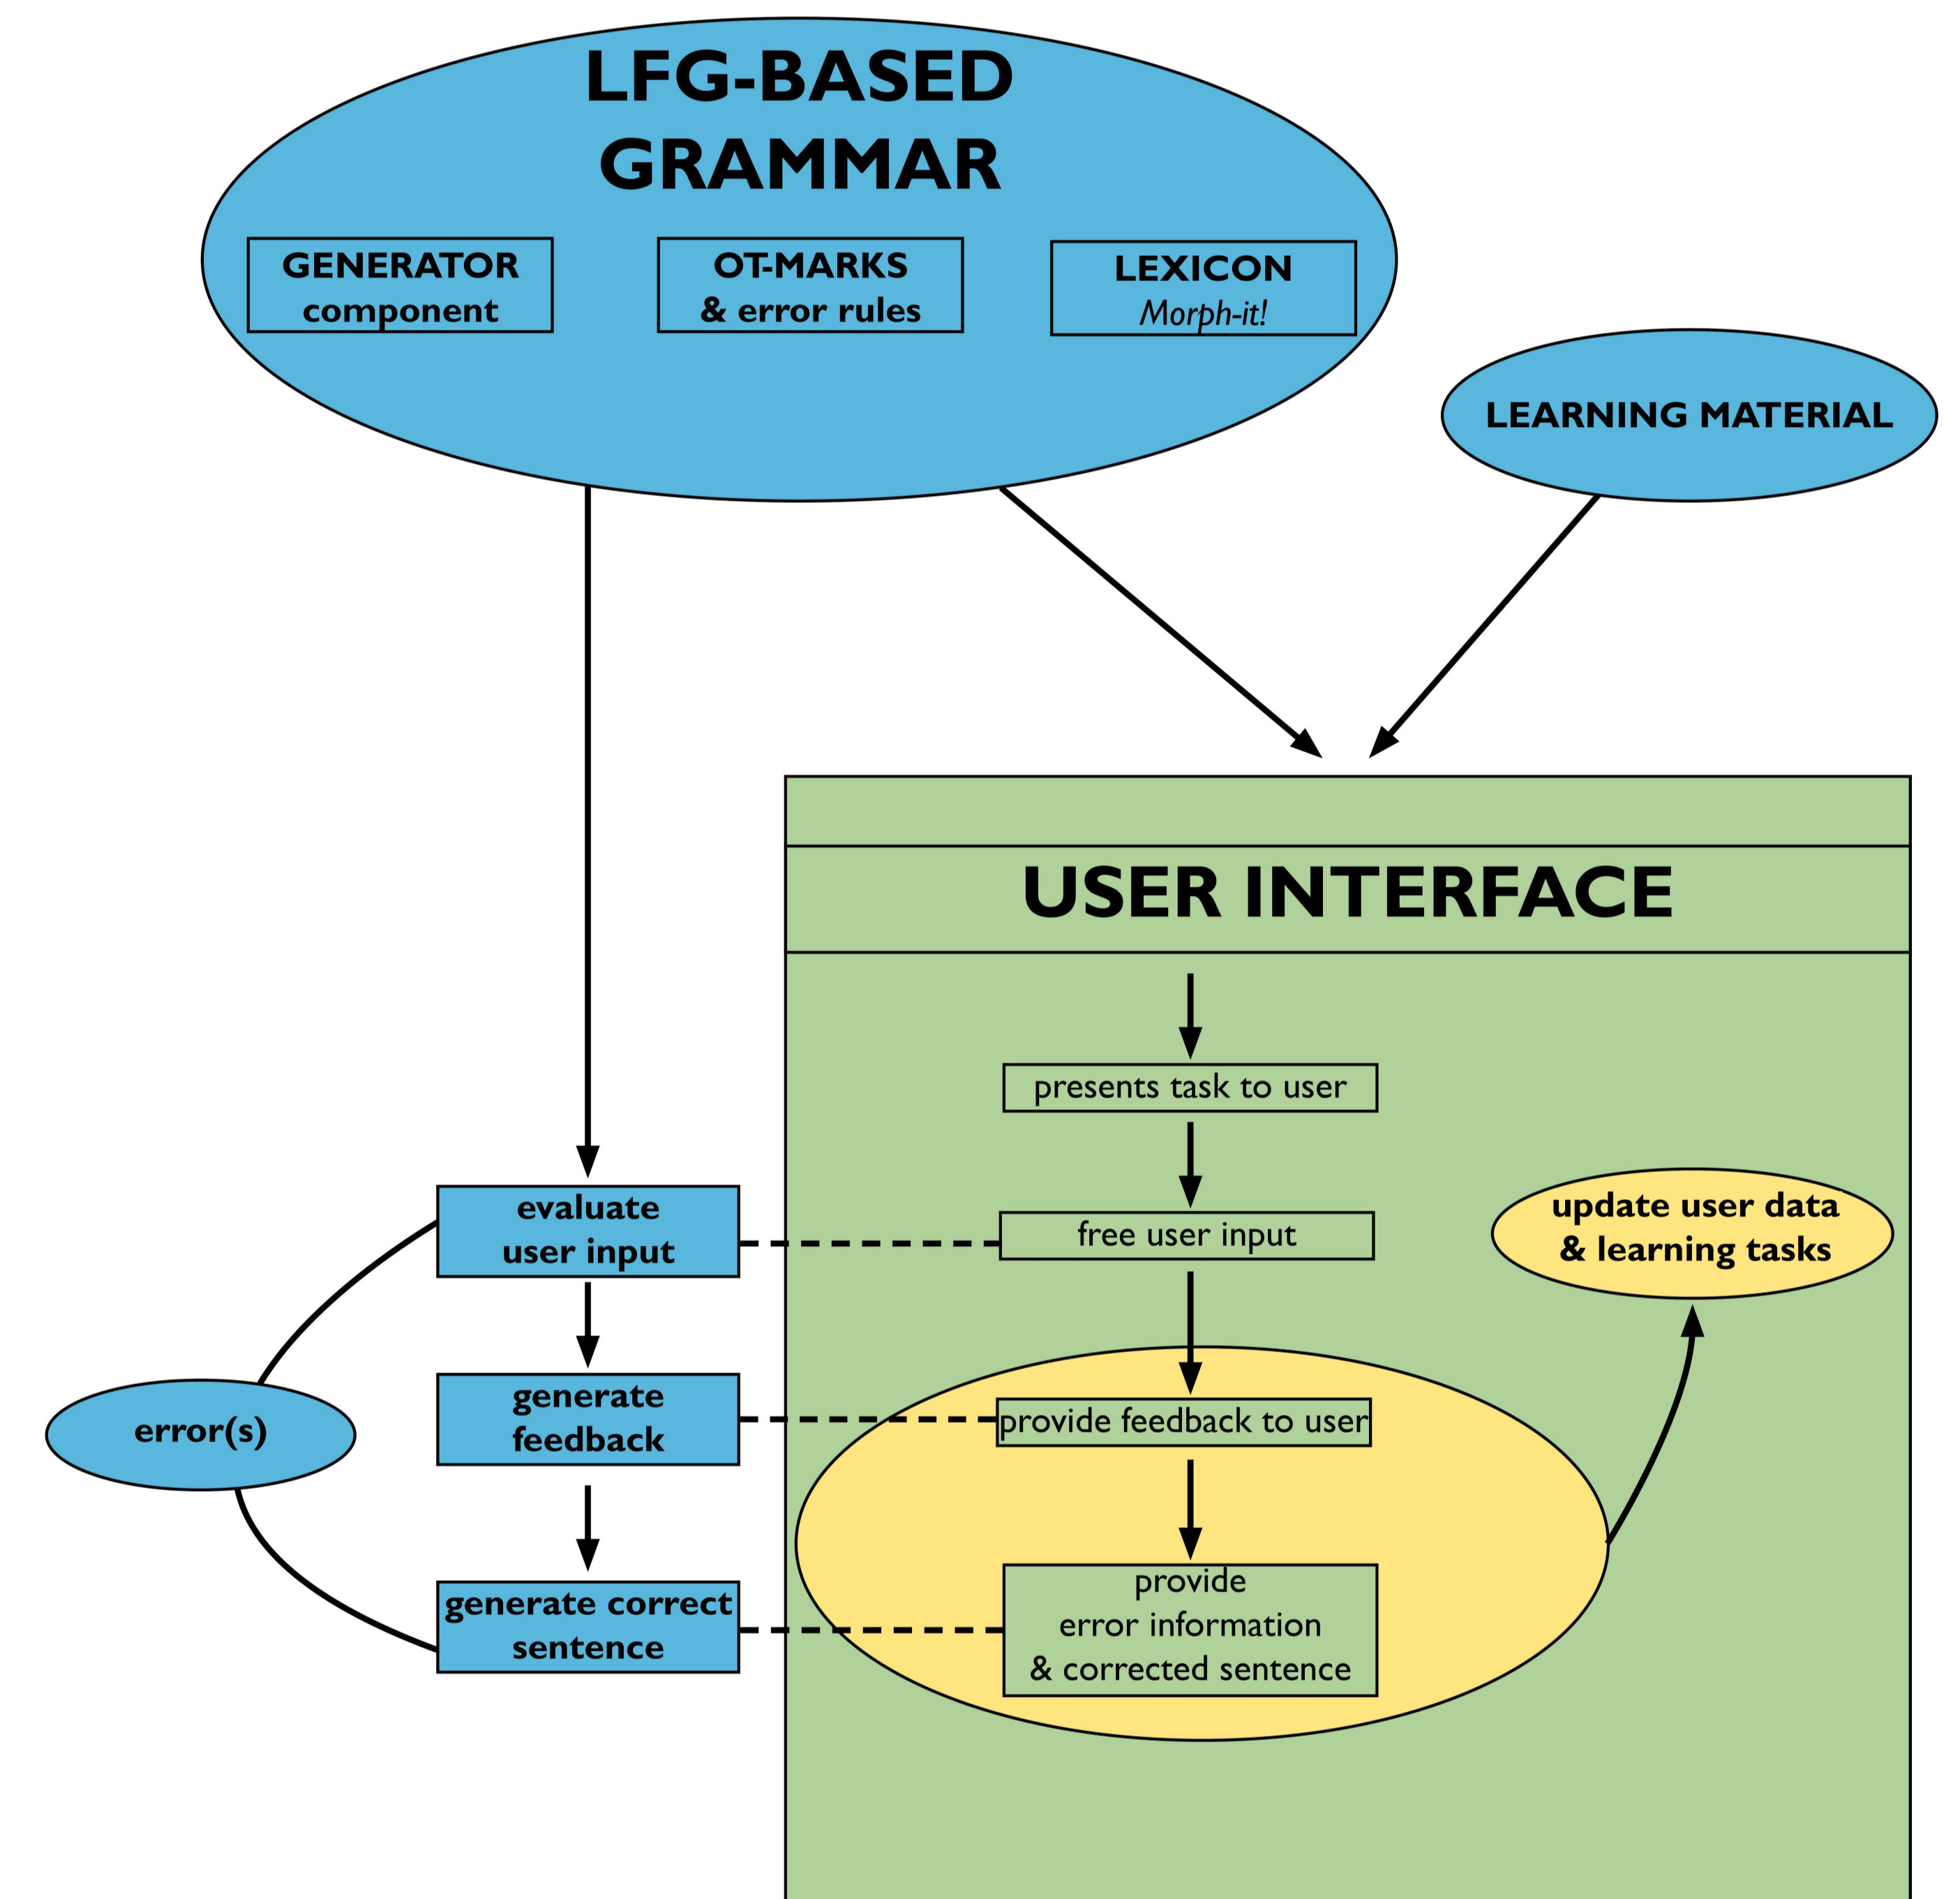 LFG-BASED
GRAMMAR
GENERATOR
component
OT-MARKS
& error rules
LEXICON
Morph-it!
LEARNING MATERIAL
USER INTERFACE
presents task to user
evaluate
user input
free user input
update user data
& learning tasks
error(s)
generate
feedback
provide feedback to user
generate correct
sentence
provide
error information
& corrected sentence